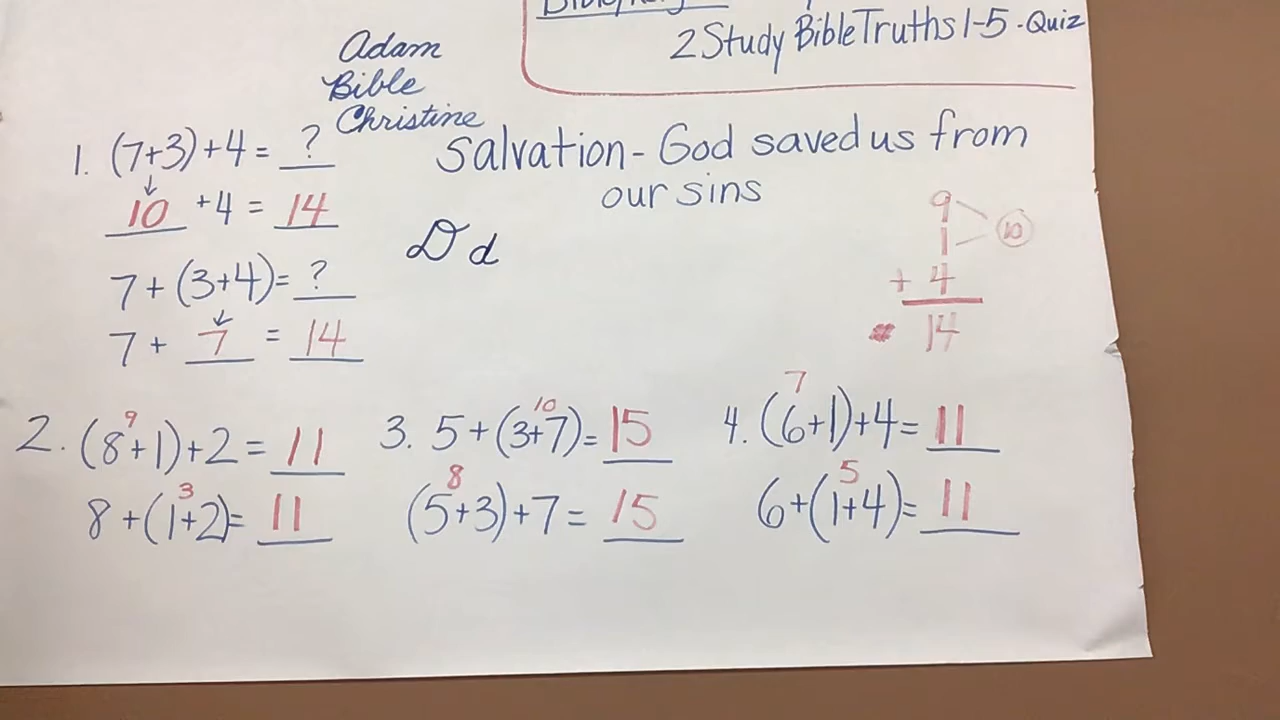 2 Study Bible Truths 1-5 - Quiz
Adam
Bible
Christine
1. (7+3)+4 = ?
10 +4 = 14
7 + (3+4) = ?
7 + 7 = 14
Salvation - God saved us from
our sins
D d
9
1 10
+ 4
14
9
2. (8+1)+2 = 11
3
8 + (1+2) = 11
10
3. 5+(3+7) = 15
8
(5+3)+7 = 15
7
4. (6+1)+4 = 11
5
6+(1+4) = 11